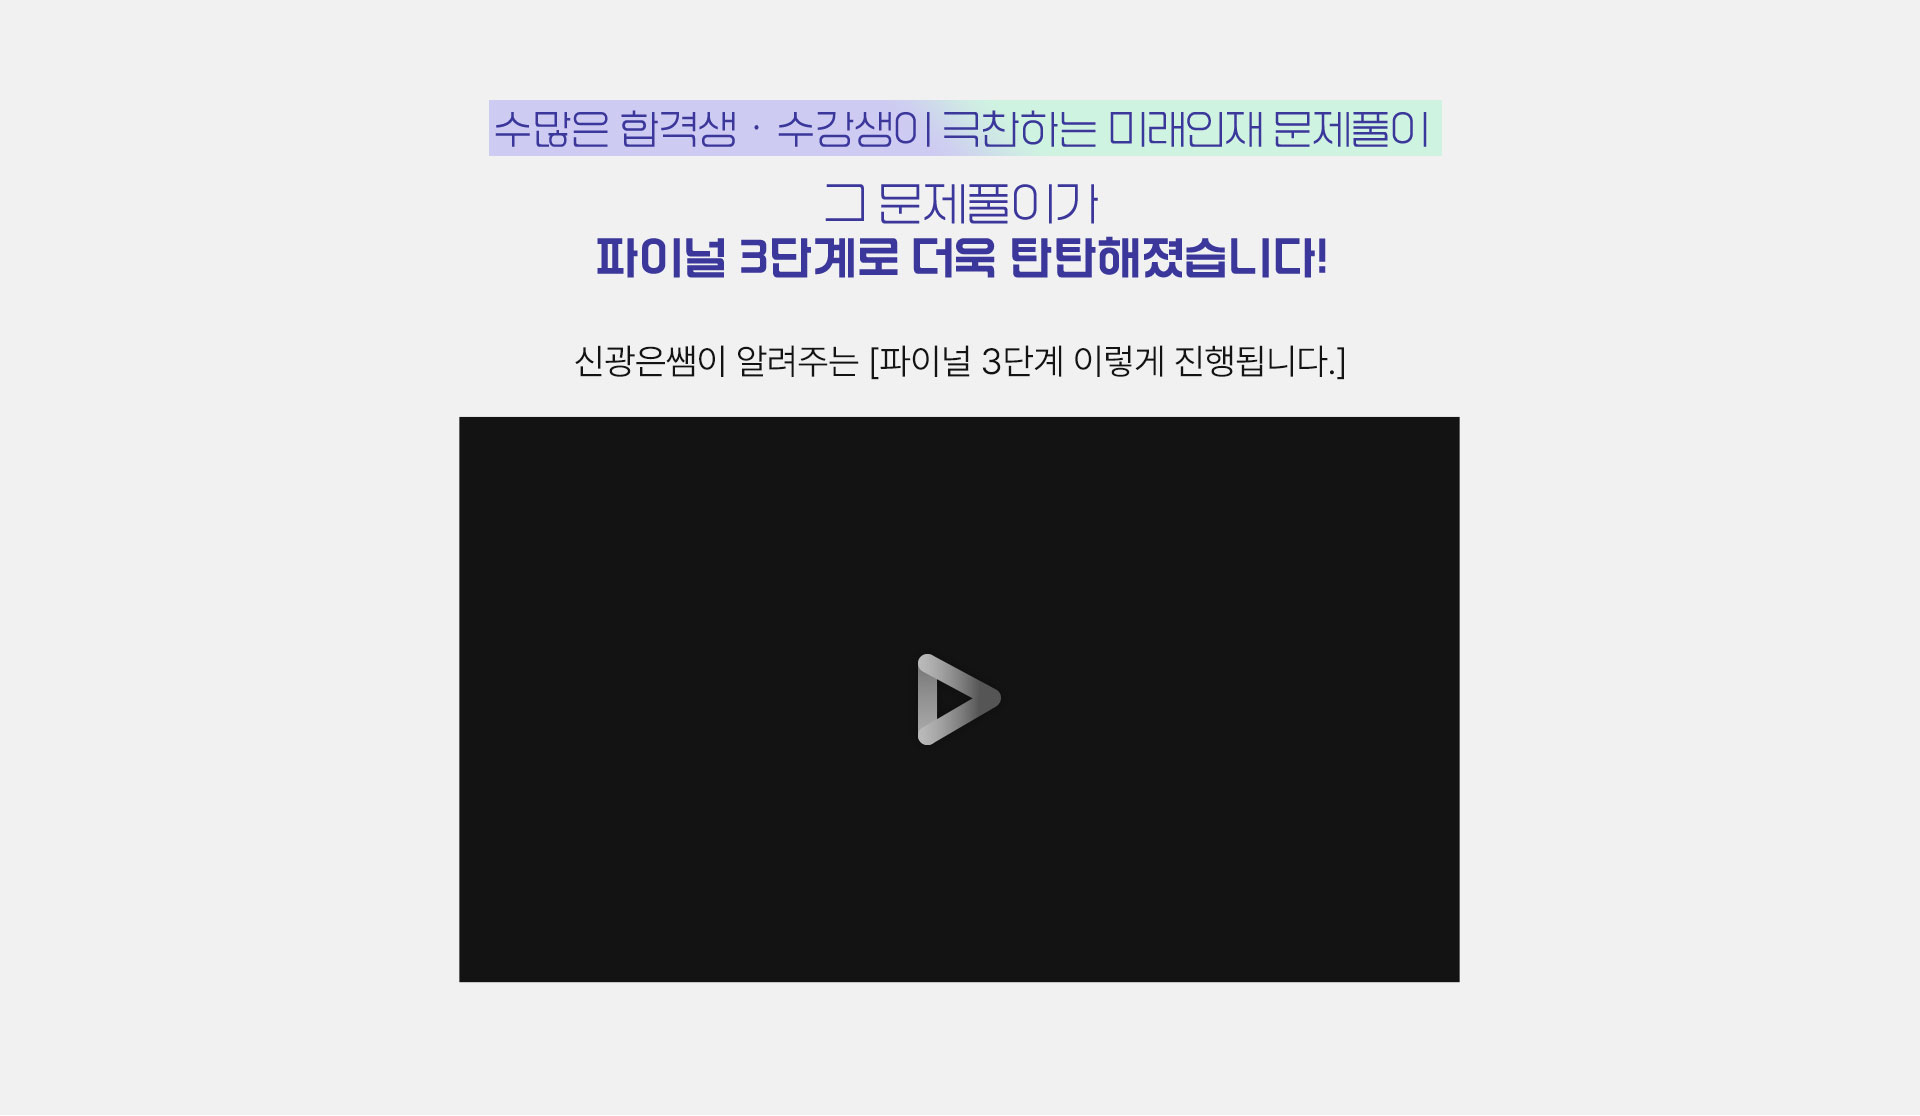 수많은 합격생 · 수강생이 극찬하는 미래인재 문제풀이
그 문제풀이가
파이널 3단계로 더욱 탄탄해졌습니다!
신광은쌤이 알려주는 [파이널 3단계 이렇게 진행됩니다.]